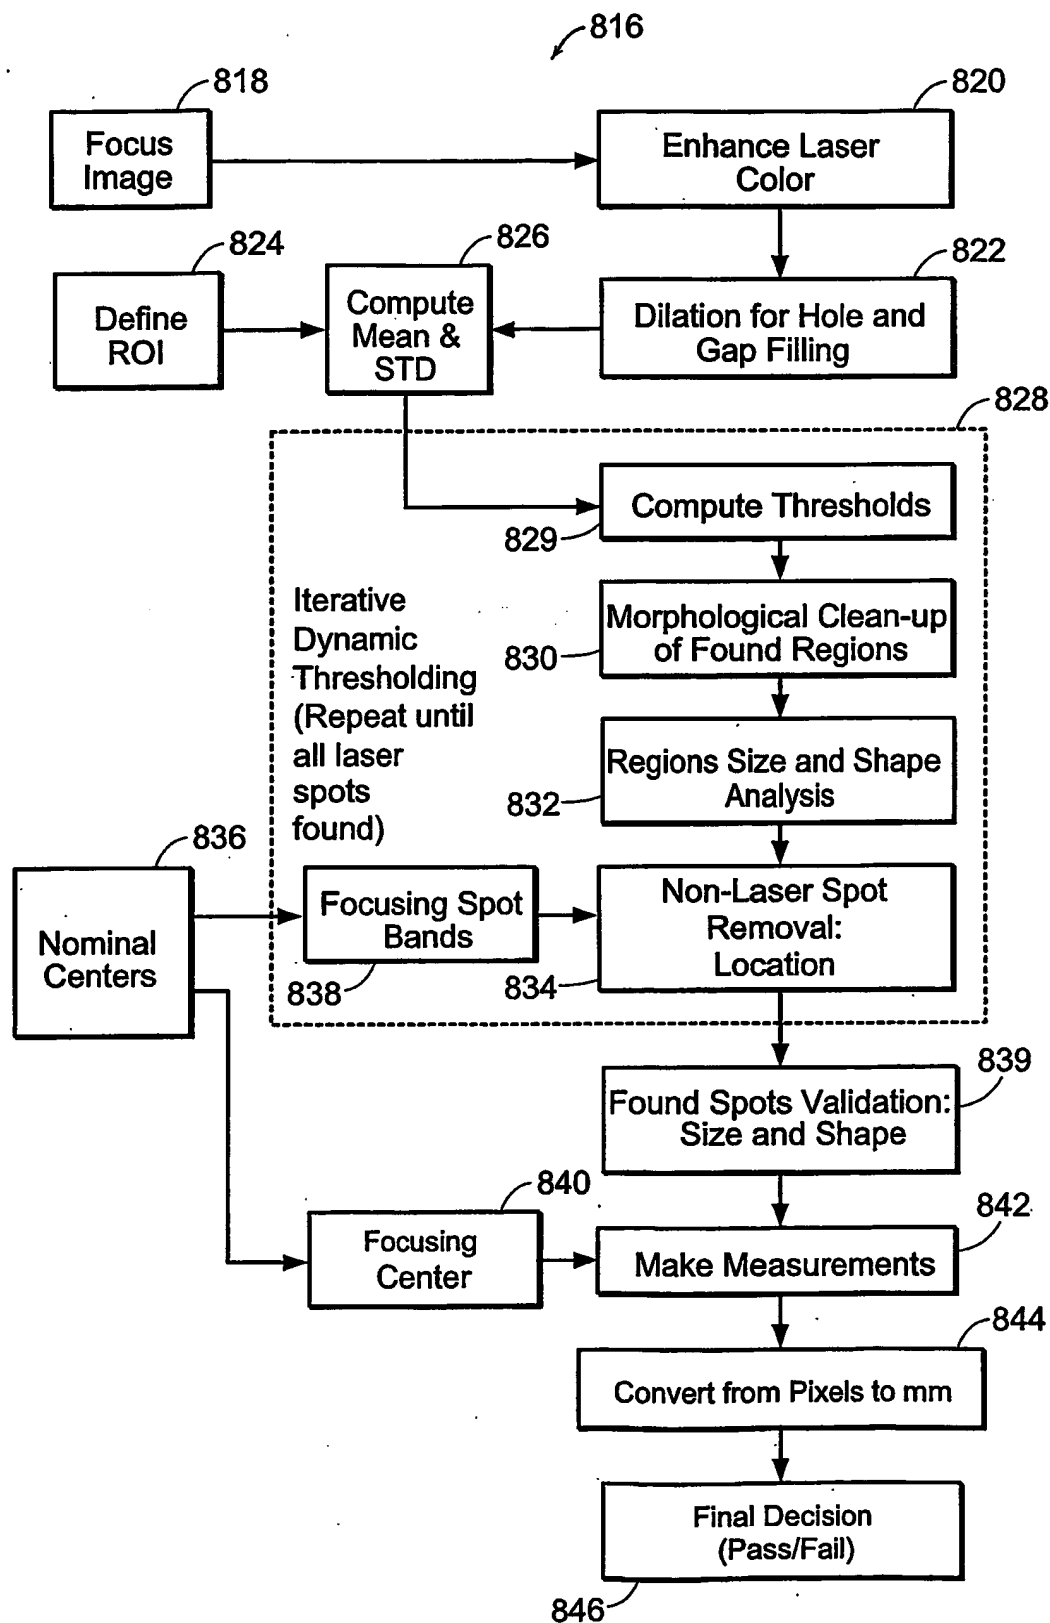 816
818
Focus
Image
820
Enhance Laser
Color
824
Define
ROI
826
Compute
Mean &
STD
822
Dilation for Hole and
Gap Filling
828
Compute Thresholds
829
Iterative
Dynamic
Thresholding
(Repeat until
all laser
spots
found)
Morphological Clean-up
of Found Regions
830
Regions Size and Shape
Analysis
832
836
Nominal
Centers
Focusing Spot
Bands
838
Non-Laser Spot
Removal:
Location
834
839
Found Spots Validation:
Size and Shape
840
Focusing
Center
842
Make Measurements
844
Convert from Pixels to mm
Final Decision
(Pass/Fail)
846